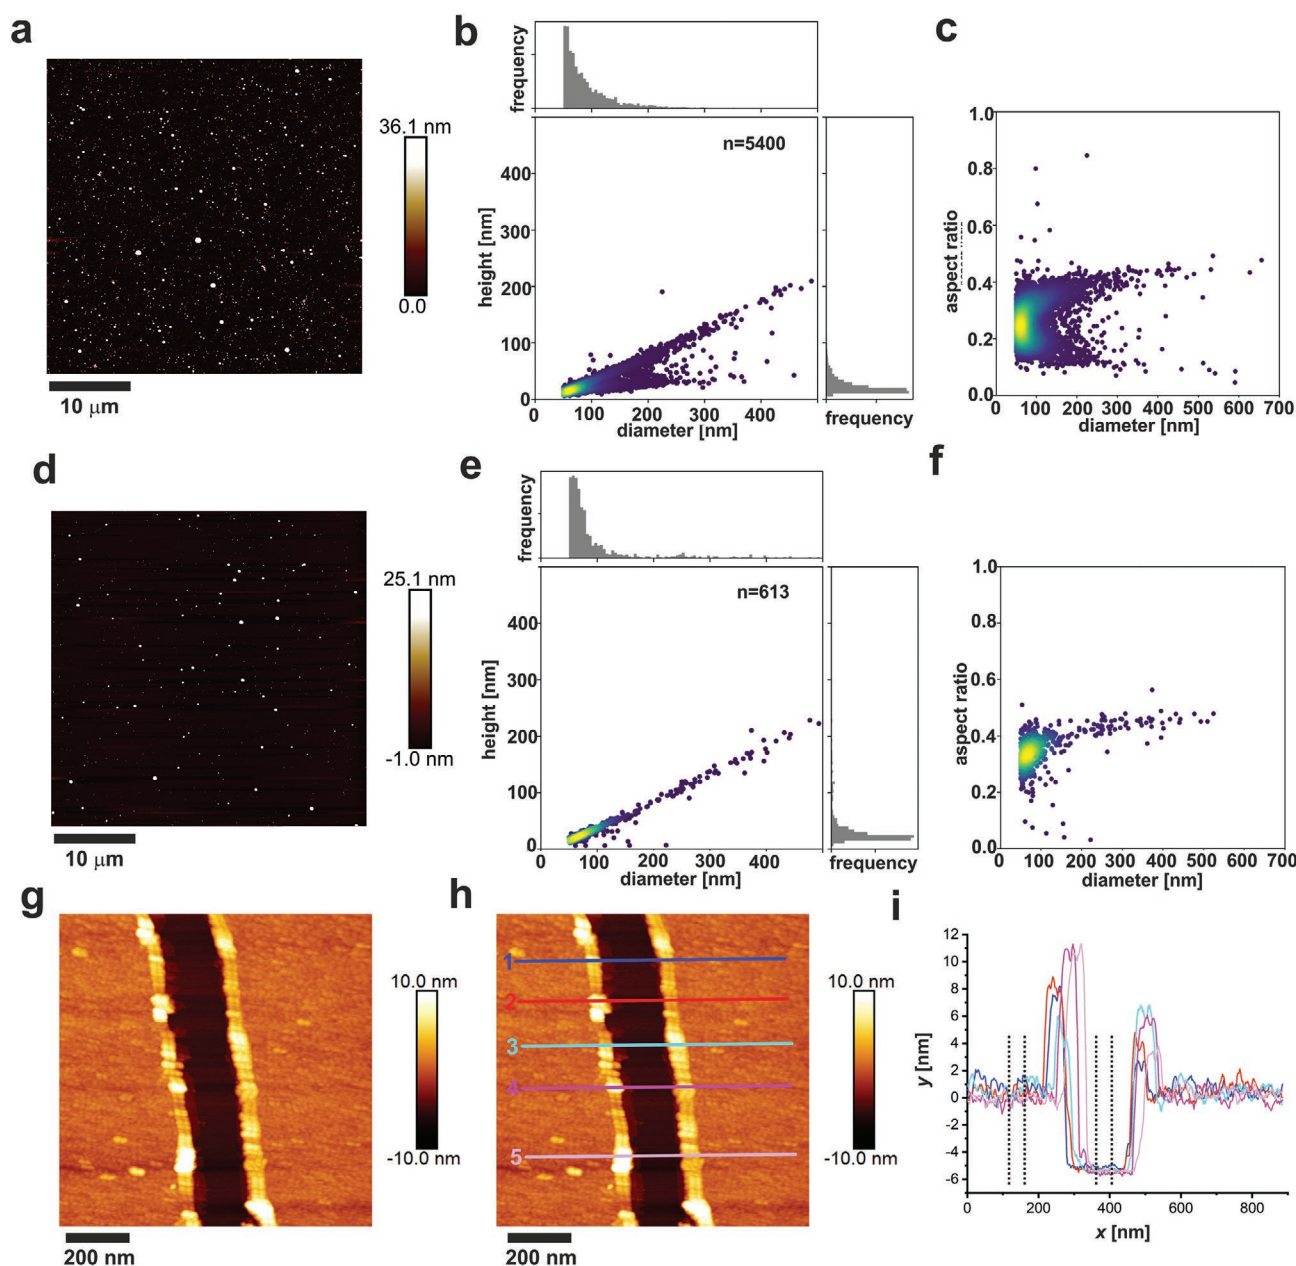 a
36.1 nm
0.0
10 μm
b
frequency
n=5400
height [nm]
400
300
200
100
0
0 100 200 300 400
diameter [nm]
frequency
c
aspect ratio
1.0
0.8
0.6
0.4
0.2
0.0
0 100 200 300 400 500 600 700
diameter [nm]
d
25.1 nm
-1.0 nm
10 μm
e
frequency
n=613
height [nm]
400
300
200
100
0
0 100 200 300 400
diameter [nm]
frequency
f
aspect ratio
1.0
0.8
0.6
0.4
0.2
0.0
0 100 200 300 400 500 600 700
diameter [nm]
g
10.0 nm
-10.0 nm
200 nm
h
1
2
3
4
5
10.0 nm
-10.0 nm
200 nm
i
y [nm]
12
10
8
6
4
2
0
-2
-4
-6
0 200 400 600 800
x [nm]